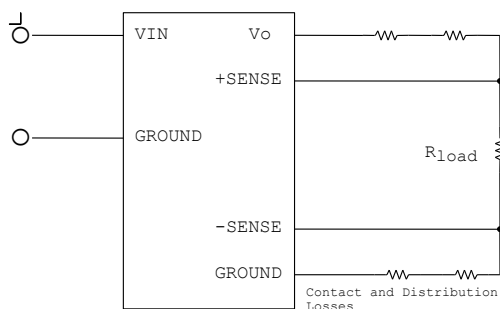 VIN
Vo
+SENSE
GROUND
Rload
-SENSE
GROUND
Contact and Distribution
Losses